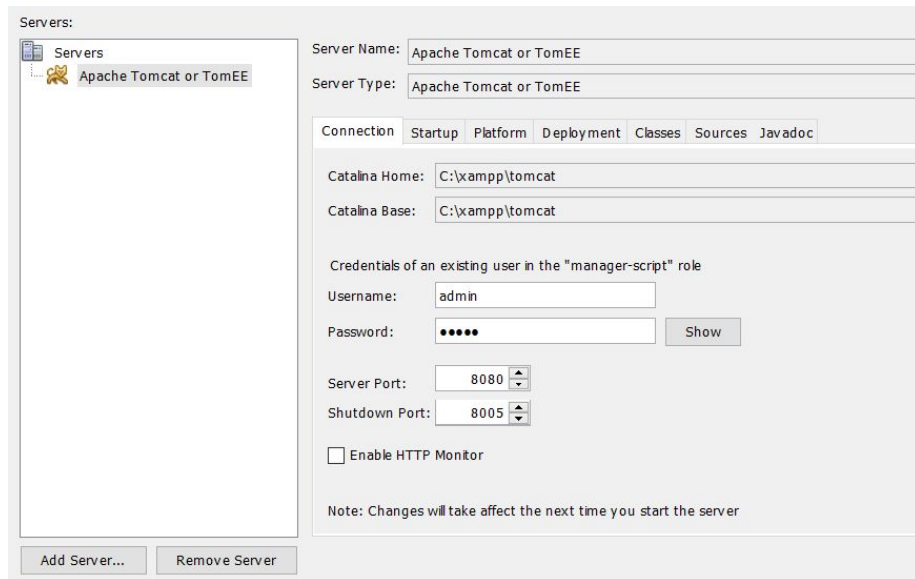 Servers:
Servers
Apache Tomcat or TomEE
Server Name: Apache Tomcat or TomEE
Server Type: Apache Tomcat or TomEE
Connection Startup Platform Deployment Classes Sources Javadoc
Catalina Home: C:\xampp\tomcat
Catalina Base: C:\xampp\tomcat
Credentials of an existing user in the "manager-script" role
Username: admin
Password: ●●●●● Show
Server Port: 8080
Shutdown Port: 8005
Enable HTTP Monitor
Note: Changes will take affect the next time you start the server
Add Server... Remove Server